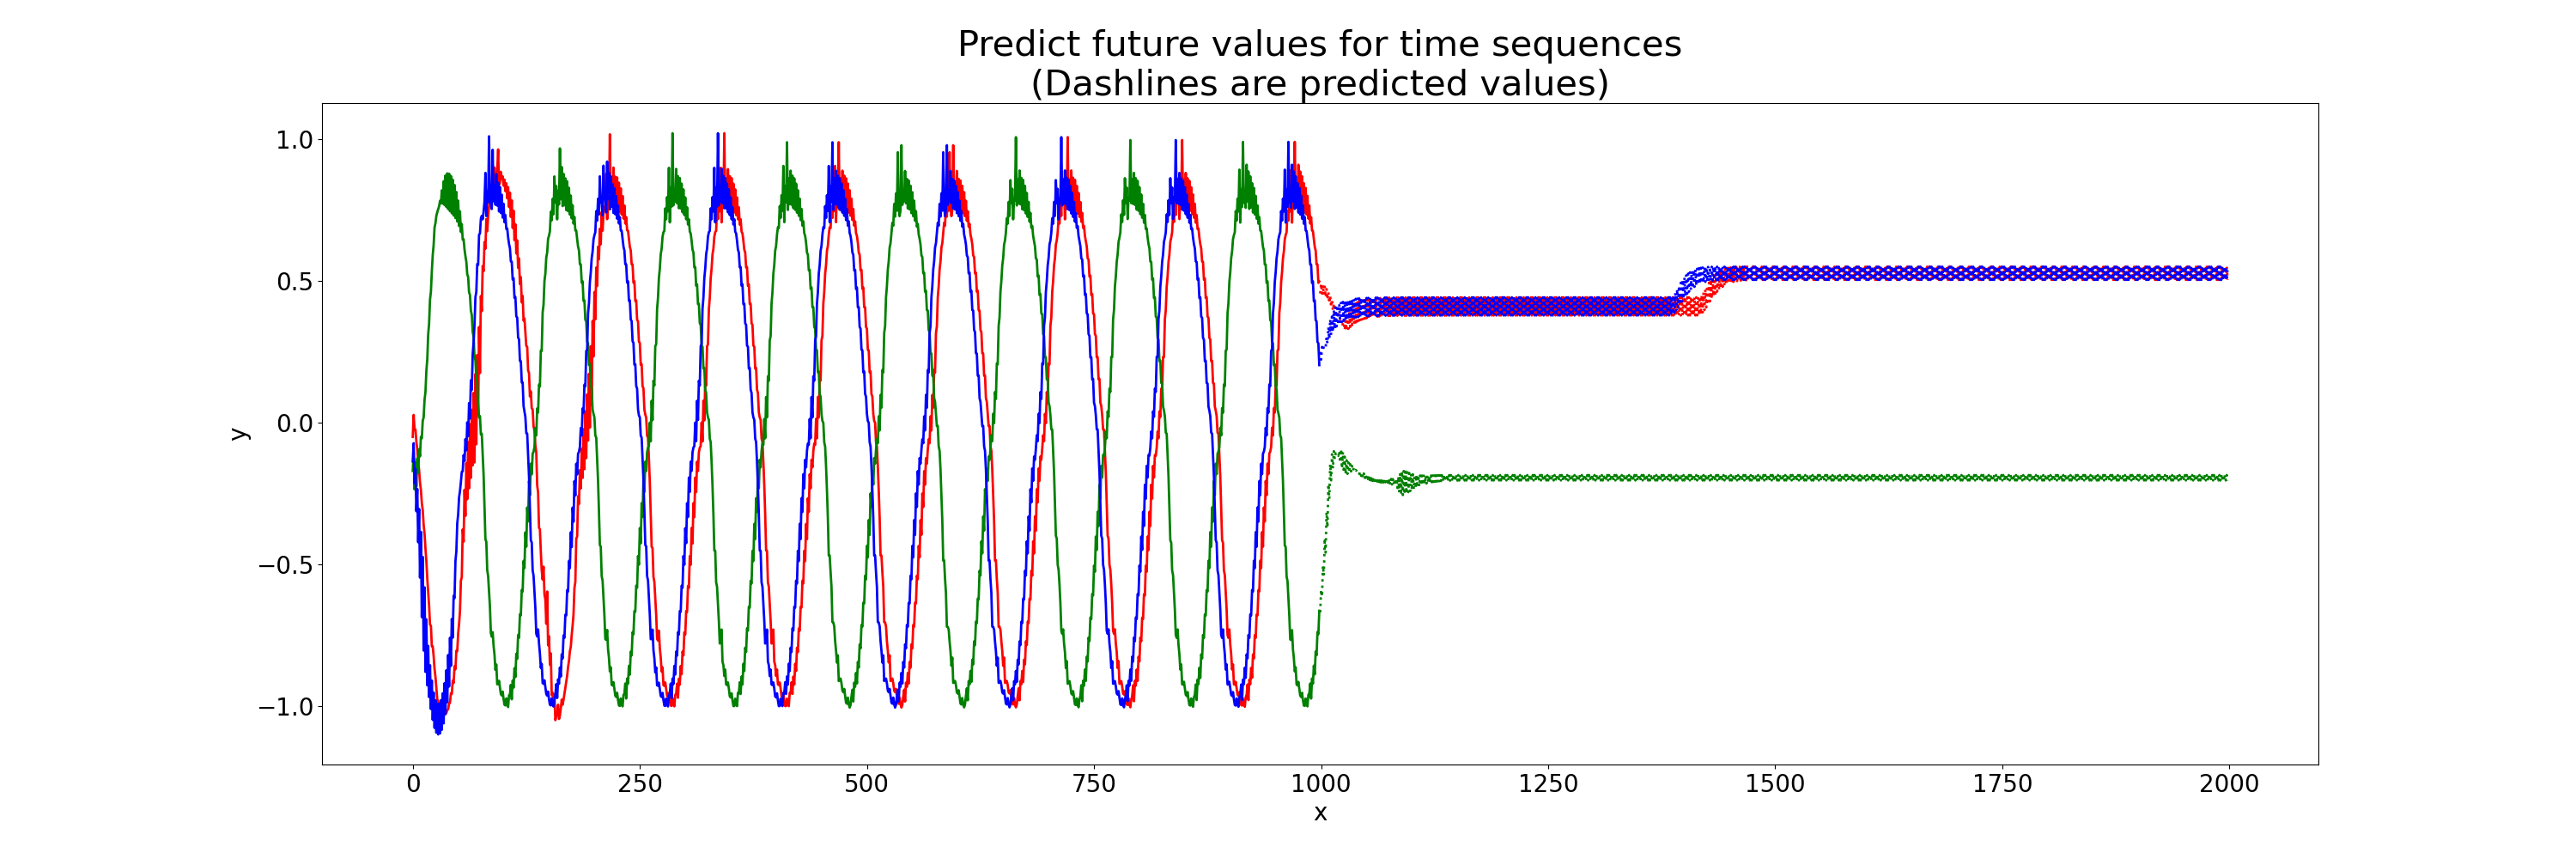 Predict future values for time sequences
(Dashlines are predicted values)
1.0
0.5
0.0
−0.5
−1.0
y
0 250 500 750 1000 1250 1500 1750 2000
x